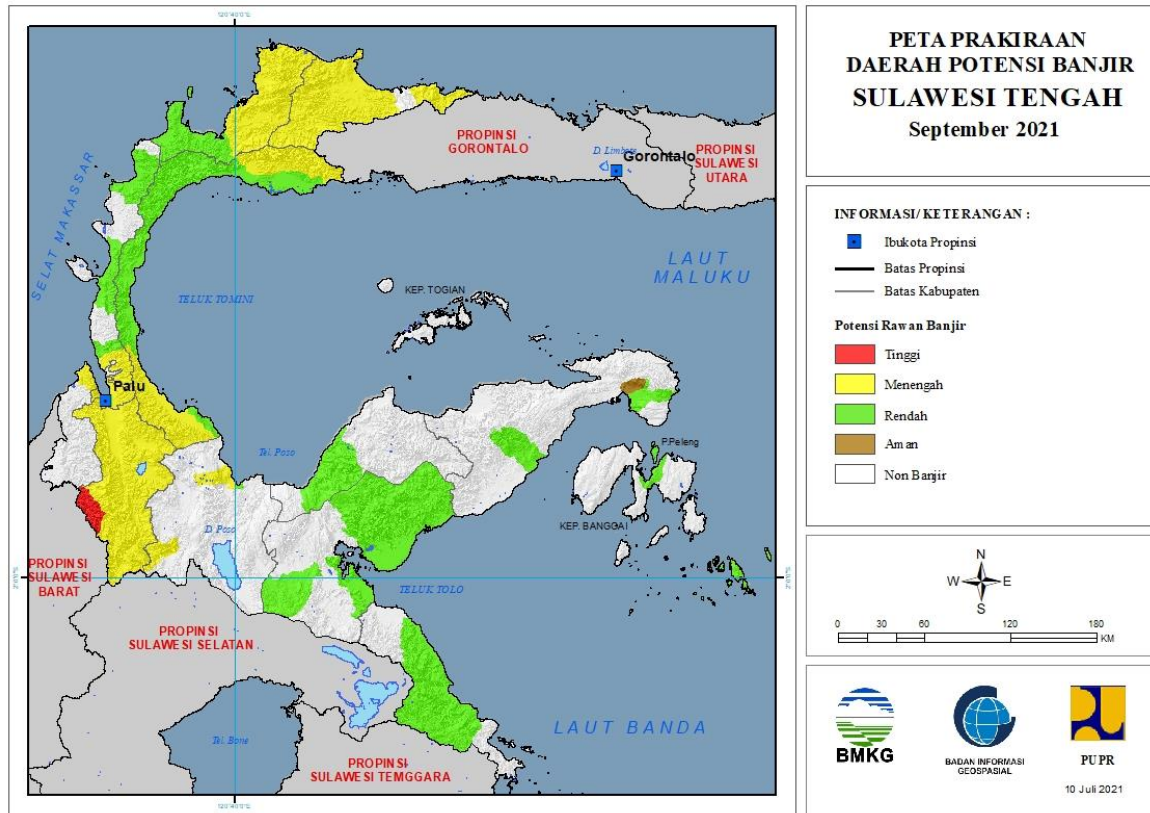 PETA PRAKIRAAN
DAERAH POTENSI BANJIR
SULAWESI TENGAH
September 2021
INFORMASI/ KETERANGAN :
Ibukota Propinsi
Batas Propinsi
Batas Kabupaten
Potensi Rawan Banjir
Tinggi
Menengah
Rendah
Aman
Non Banjir
N
W E
S
0 30 60 120 180
KM
BMKG
BADAN INFORMASI
GEOSPASIAL
PUPR
10 Juli 2021
120°40'0"E
PROPINSI
GORONTALO
D. Limboto
Gorontalo
PROPINSI
SULAWESI
UTARA
SELAT MAKASSAR
LAUT
MALUKU
TELUK TOMINI
KEP. TOGIAN
Palu
Tel. Poso
P.Peleng
KEP. BANGGAI
D. Poso
PROPINSI
SULAWESI
BARAT
TELUK TOLO
PROPINSI
SULAWESI SELATAN
LAUT BANDA
Tel. Bone
PROPINSI
SULAWESI TEMGGARA